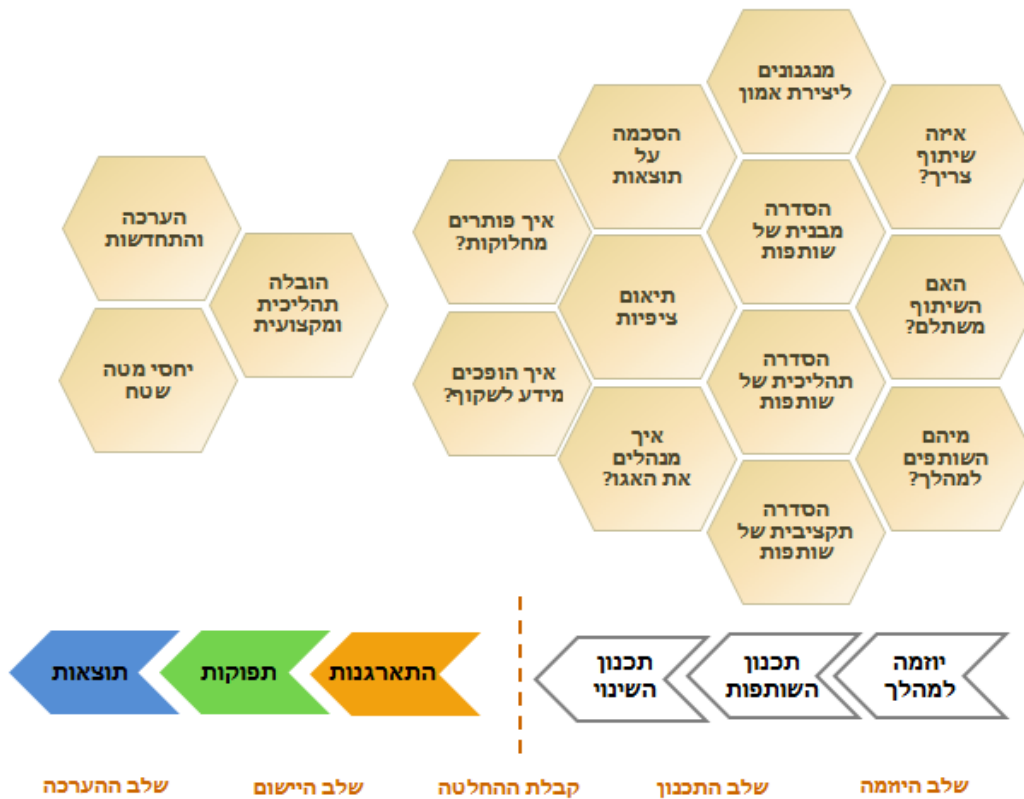 מנגנונים
ליצירת אמון
איזה
שיתוף
צריך?
הסכמה
על
תוצאות
הערכה
והתחדשות
איך פותרים
מחלוקות?
הסדרה
מבנית של
שותפות
האם
השיתוף
משתלם?
תיאום
ציפיות
הובלה
תהליכית
ומקצועית
יחסי מטה
שטח
איך הופכים
מידע לשקוף?
הסדרה
תהליכית של
שותפות
מיהם
השותפים
למהלך?
איך
מנהלים
את האגו?
הסדרה
תקציבית של
שותפות
יוזמה
למהלך
תכנון
השותפות
תכנון
השינוי
התארגנות
תפוקות
תוצאות
שלב היוזמה
שלב התכנון
קבלת ההחלטה
שלב היישום
שלב ההערכה